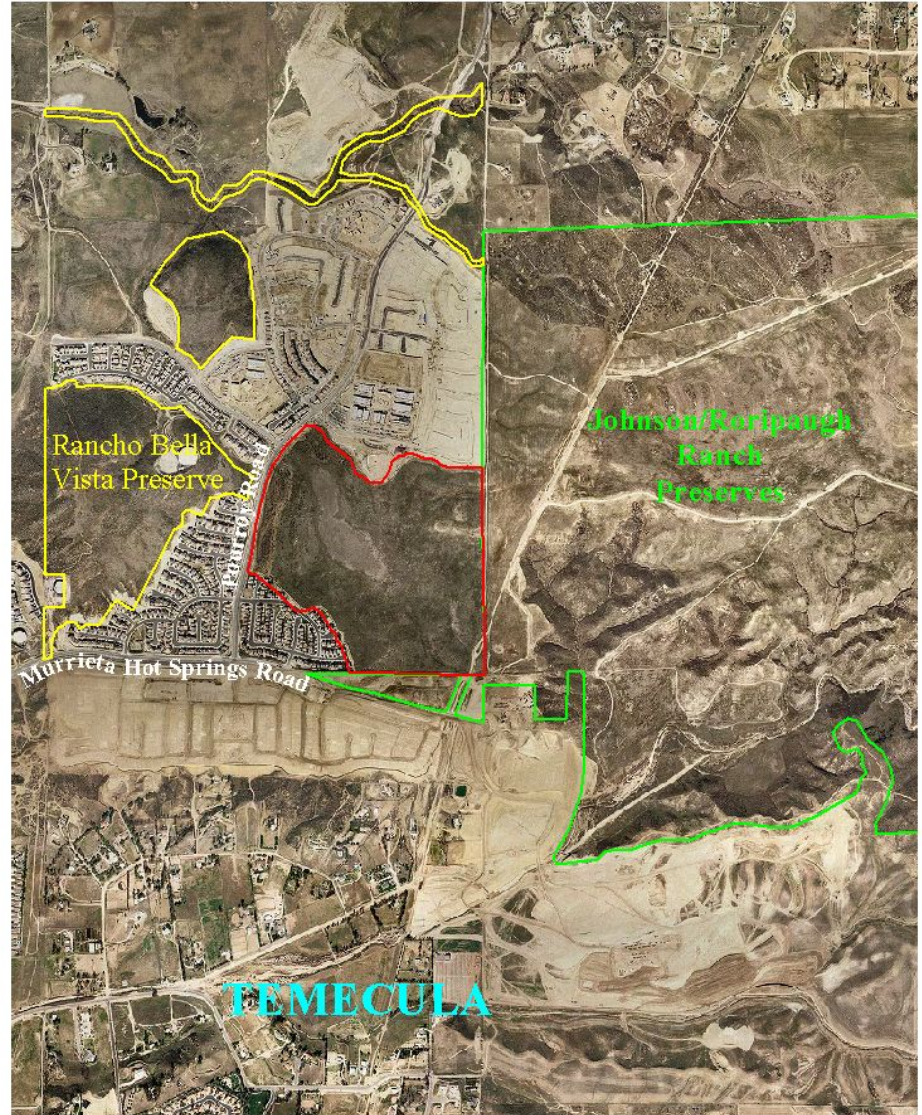 Johnson/Roripaugh
Ranch
Preserves
Rancho Bella
Vista Preserve
Pourroy Road
Murrieta Hot Springs Road
TEMECULA